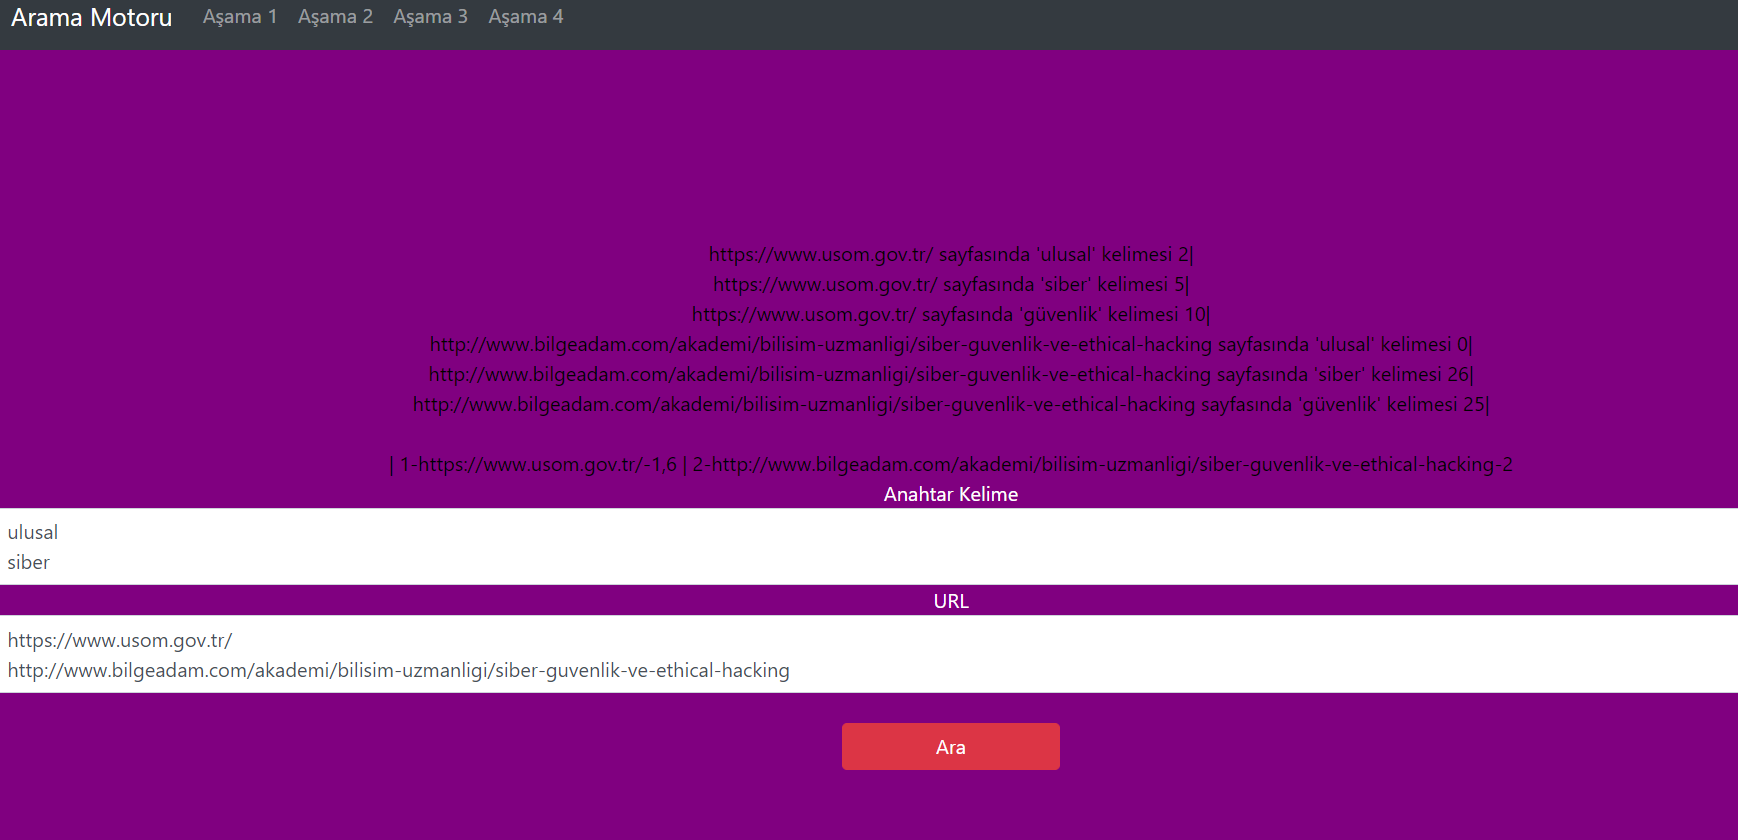 Arama Motoru Aşama 1 Aşama 2 Aşama 3 Aşama 4
https://www.usom.gov.tr/ sayfasında 'ulusal' kelimesi 2|
https://www.usom.gov.tr/ sayfasında 'siber' kelimesi 5|
https://www.usom.gov.tr/ sayfasında 'güvenlik' kelimesi 10|
http://www.bilgeadam.com/akademi/bilisim-uzmanligi/siber-guvenlik-ve-ethical-hacking sayfasında 'ulusal' kelimesi 0|
http://www.bilgeadam.com/akademi/bilisim-uzmanligi/siber-guvenlik-ve-ethical-hacking sayfasında 'siber' kelimesi 26|
http://www.bilgeadam.com/akademi/bilisim-uzmanligi/siber-guvenlik-ve-ethical-hacking sayfasında 'güvenlik' kelimesi 25|
| 1-https://www.usom.gov.tr/-1,6 | 2-http://www.bilgeadam.com/akademi/bilisim-uzmanligi/siber-guvenlik-ve-ethical-hacking-2
Anahtar Kelime
ulusal
siber
URL
https://www.usom.gov.tr/
http://www.bilgeadam.com/akademi/bilisim-uzmanligi/siber-guvenlik-ve-ethical-hacking
Ara